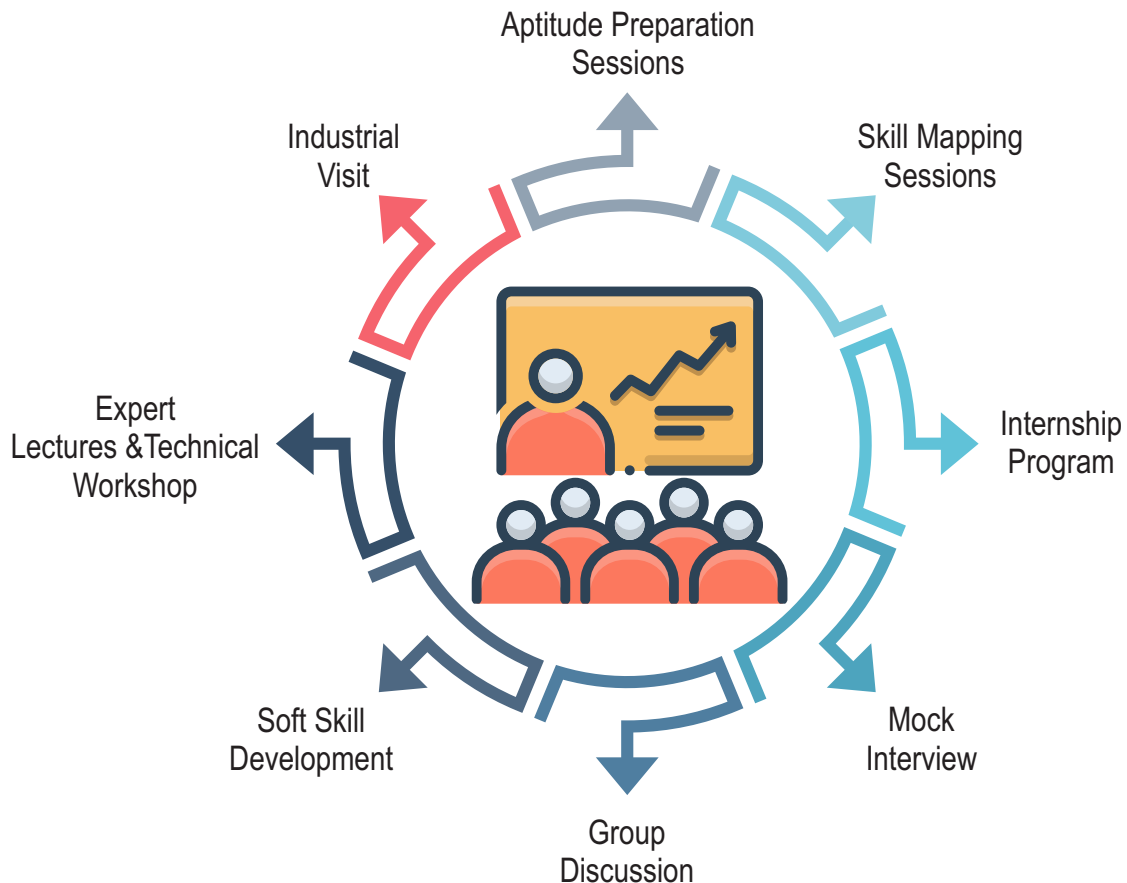 Aptitude Preparation
Sessions
Skill Mapping
Sessions
Internship
Program
Mock
Interview
Group
Discussion
Soft Skill
Development
Expert
Lectures &Technical
Workshop
Industrial
Visit